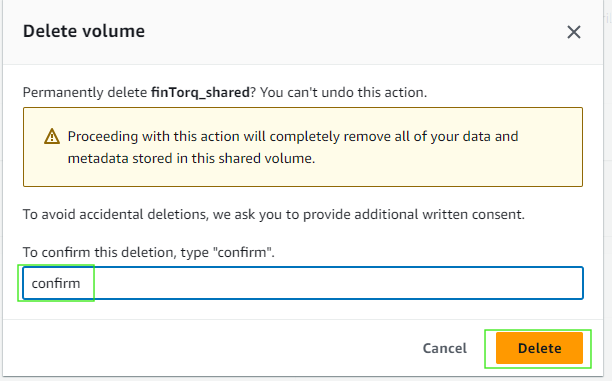 Delete volume
Permanently delete finTorq_shared? You can't undo this action.
Proceeding with this action will completely remove all of your data and
metadata stored in this shared volume.
To avoid accidental deletions, we ask you to provide additional written consent.
To confirm this deletion, type "confirm".
confirm
Cancel
Delete